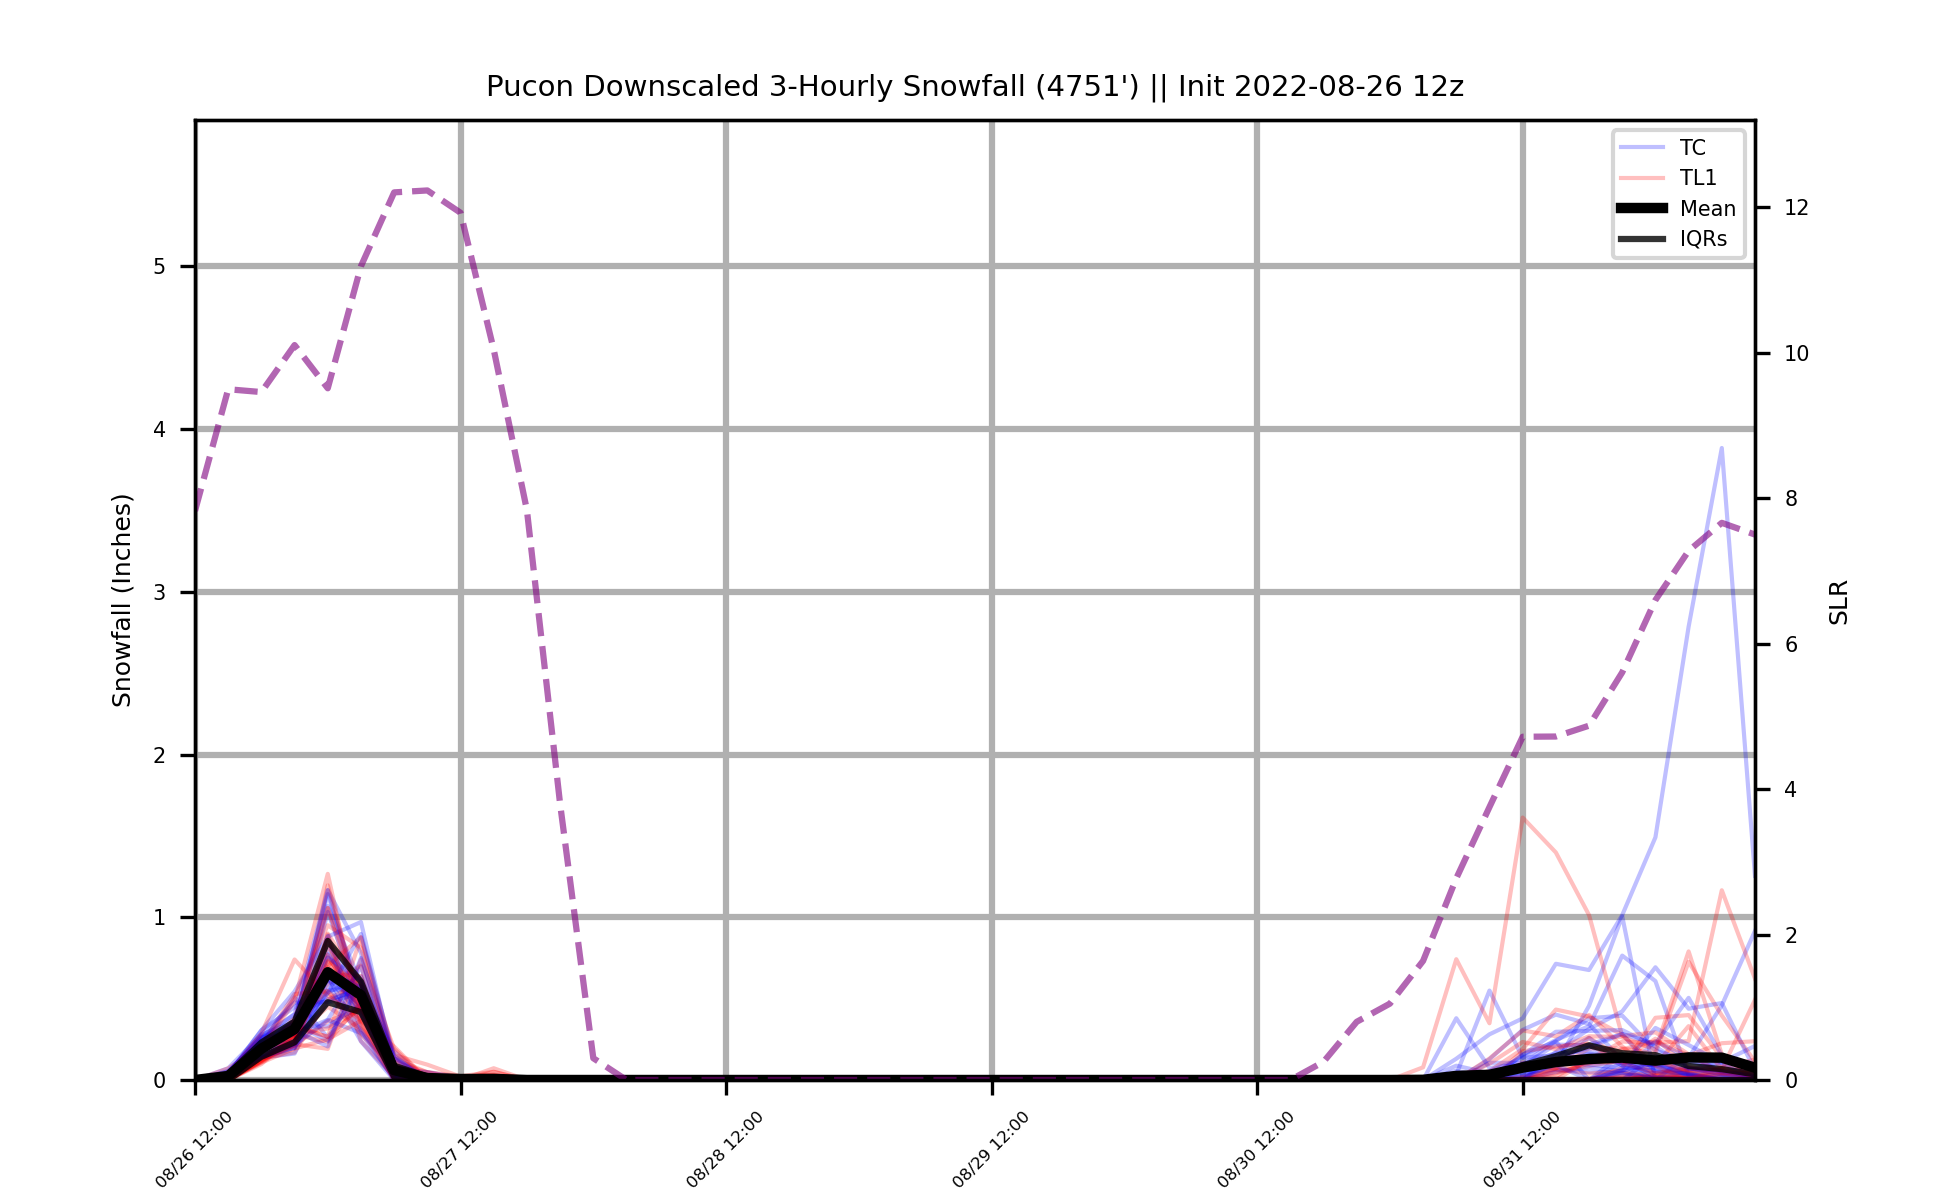 Pucon Downscaled 3-Hourly Snowfall (4751') || Init 2022-08-26 12z
TC
TL1
Mean
IQRs
Snowfall (Inches)
5
4
3
2
1
0
SLR
12
10
8
6
4
2
0
08/26 12:00
08/27 12:00
08/28 12:00
08/29 12:00
08/30 12:00
08/31 12:00